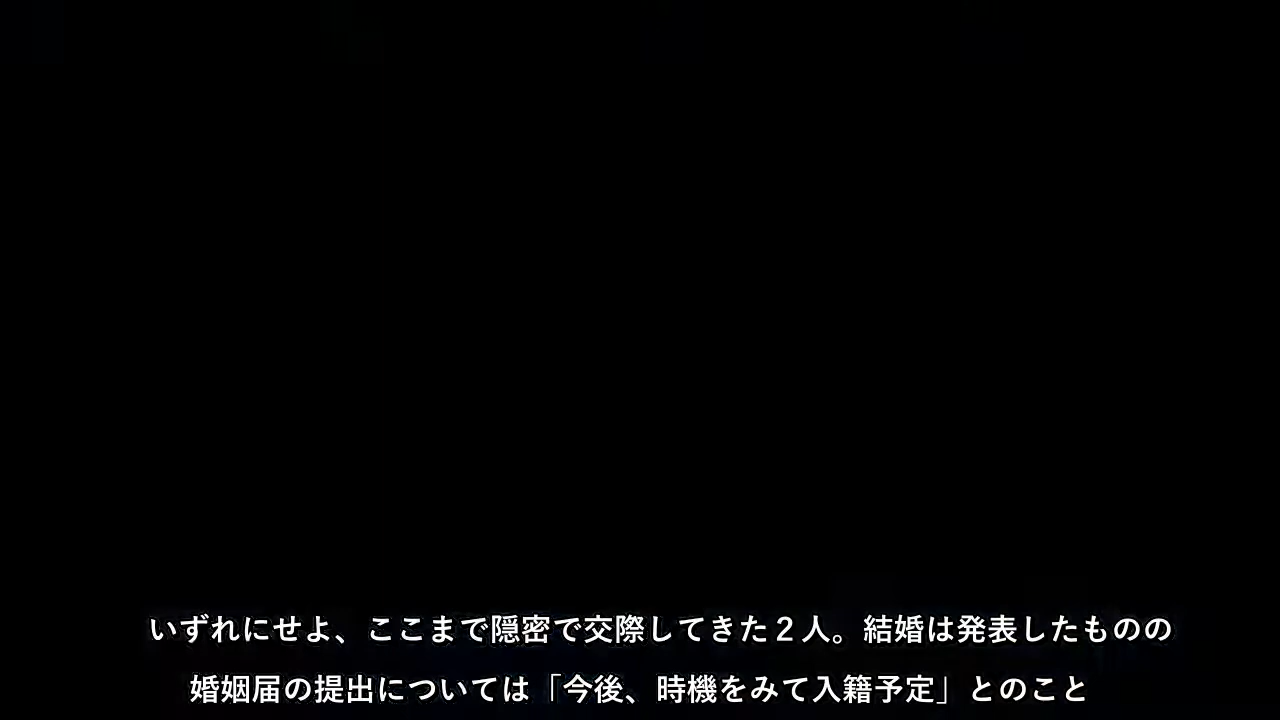 いずれにせよ、ここまで隠密で交際してきた２人。結婚は発表したものの
婚姻届の提出については「今後、時機をみて入籍予定」とのこと